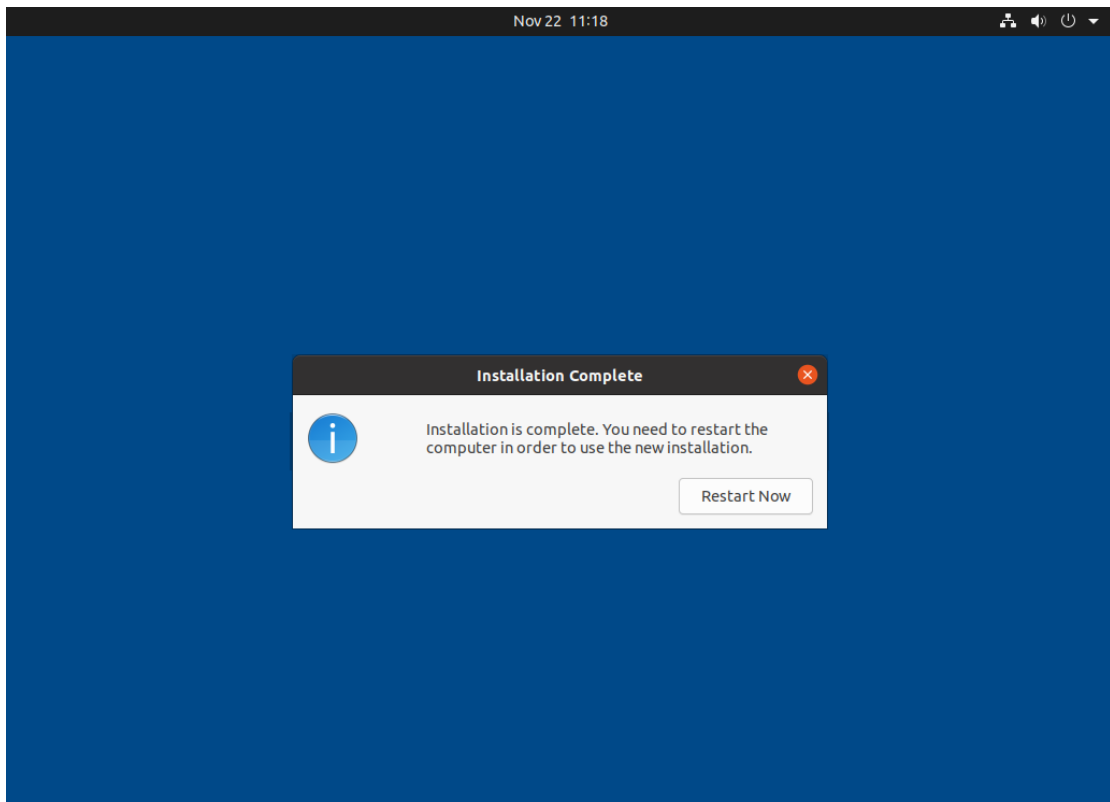 Nov 22 11:18
Installation Complete
Installation is complete. You need to restart the
computer in order to use the new installation.
Restart Now